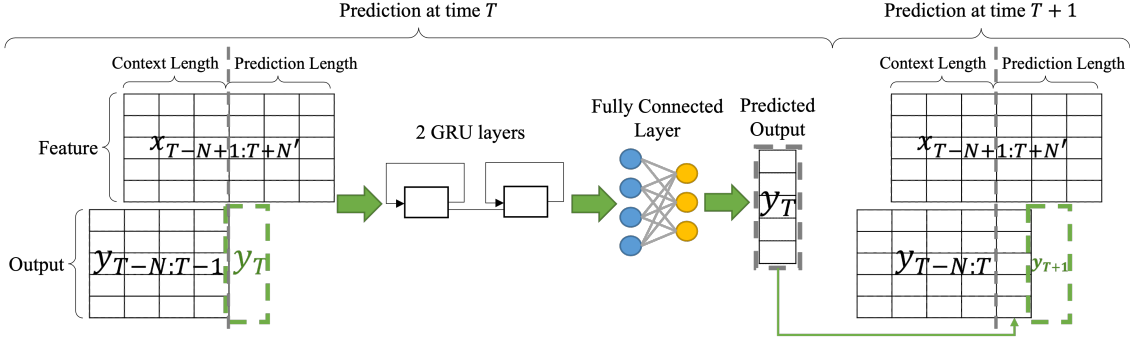 Prediction at time T
Prediction at time T + 1
Context Length
Prediction Length
Context Length
Prediction Length
Feature
x_{T−N+1:T+N′}
2 GRU layers
Fully Connected
Layer
Predicted
Output
x_{T−N+1:T+N′}
Output
y_{T−N:T−1}
y_T
y_T
y_{T−N:T}
y_{T+1}